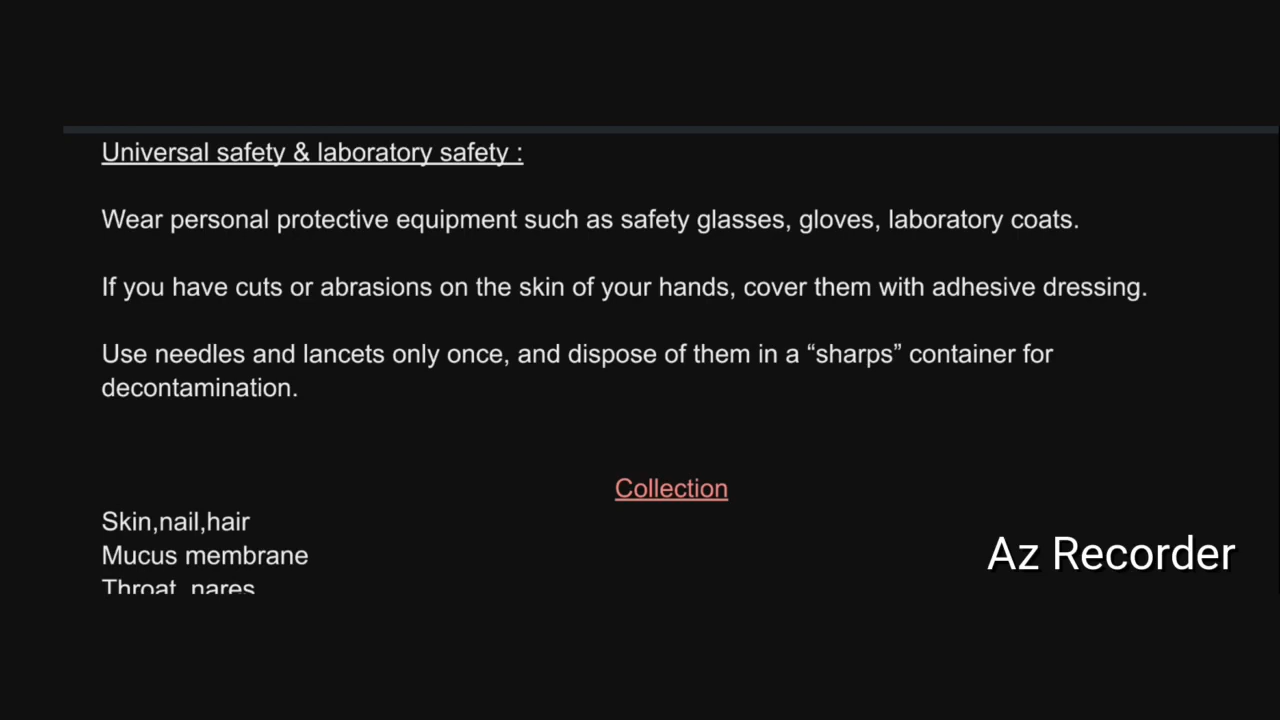 Universal safety & laboratory safety :
Wear personal protective equipment such as safety glasses, gloves, laboratory coats.
If you have cuts or abrasions on the skin of your hands, cover them with adhesive dressing.
Use needles and lancets only once, and dispose of them in a “sharps” container for
decontamination.
Collection
Skin,nail,hair
Mucus membrane
Throat, nares
Az Recorder